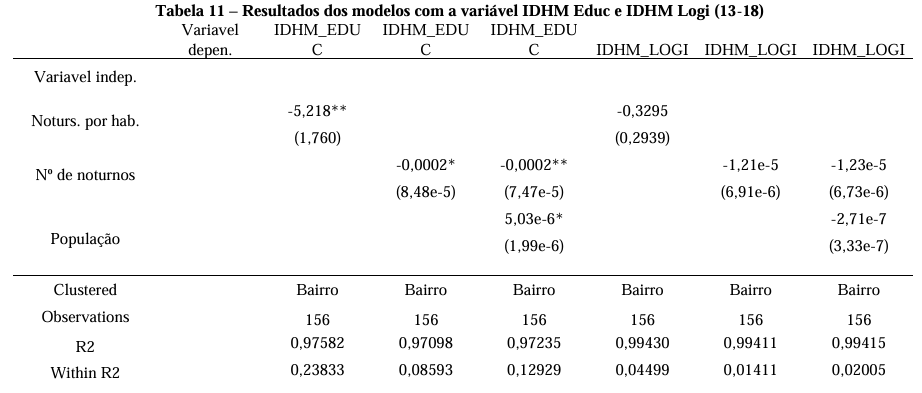 Tabela 11 – Resultados dos modelos com a variável IDHM Educ e IDHM Logi (13-18)
Variavel IDHM_EDU IDHM_EDU IDHM_EDU
depen. C C C IDHM_LOGI IDHM_LOGI IDHM_LOGI
Variavel indep.
-5,218** -0,3295
Noturs. por hab.
(1,760) (0,2939)
-0,0002* -0,0002** -1,21e-5 -1,23e-5
Nº de noturnos
(8,48e-5) (7,47e-5) (6,91e-6) (6,73e-6)
5,03e-6* -2,71e-7
População
(1,99e-6) (3,33e-7)
Clustered Bairro Bairro Bairro Bairro Bairro Bairro
Observations 156 156 156 156 156 156
R2 0,97582 0,97098 0,97235 0,99430 0,99411 0,99415
Within R2 0,23833 0,08593 0,12929 0,04499 0,01411 0,02005